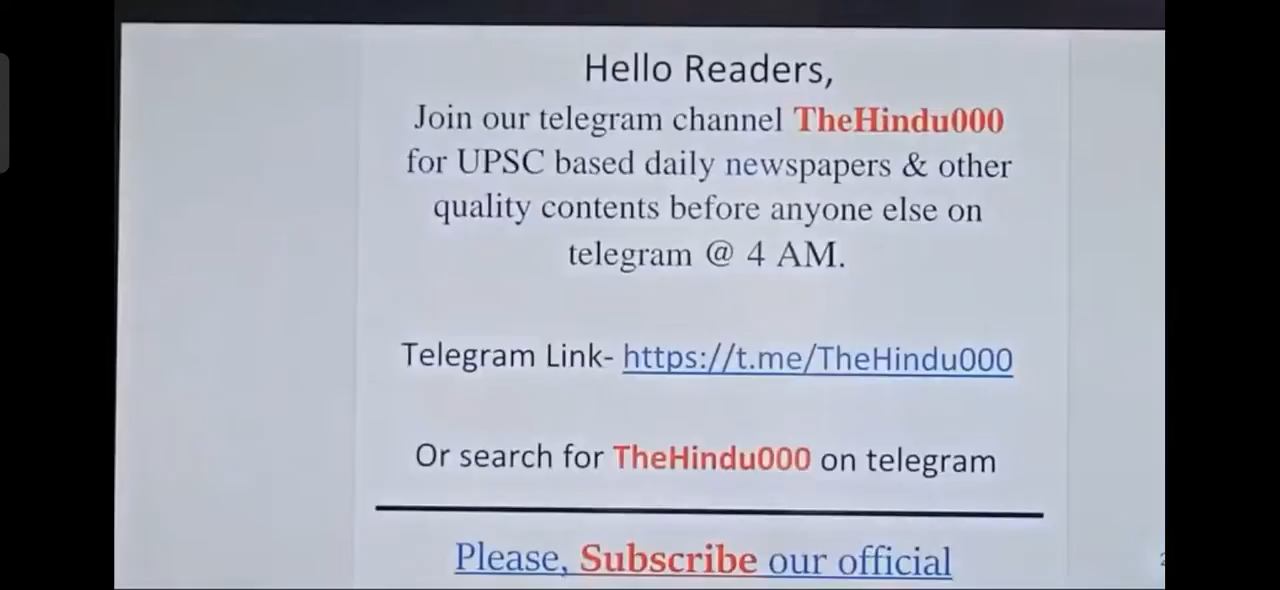 Hello Readers,
Join our telegram channel TheHindu000
for UPSC based daily newspapers & other
quality contents before anyone else on
telegram @ 4 AM.
Telegram Link- https://t.me/TheHindu000
Or search for TheHindu000 on telegram
Please, Subscribe our official